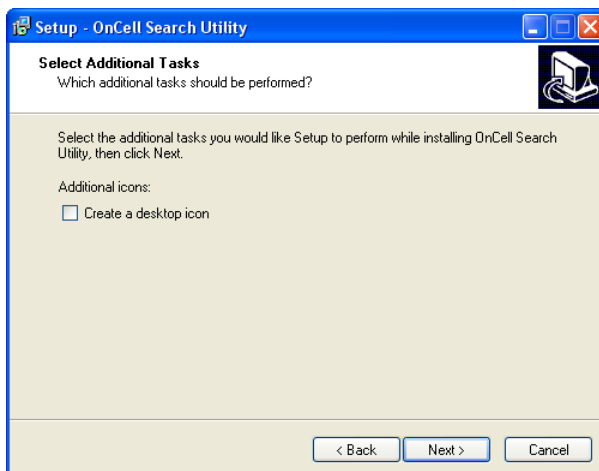 Setup - OnCell Search Utility
Select Additional Tasks
Which additional tasks should be performed?
Select the additional tasks you would like Setup to perform while installing OnCell Search
Utility, then click Next.
Additional icons:
Create a desktop icon
< Back Next > Cancel